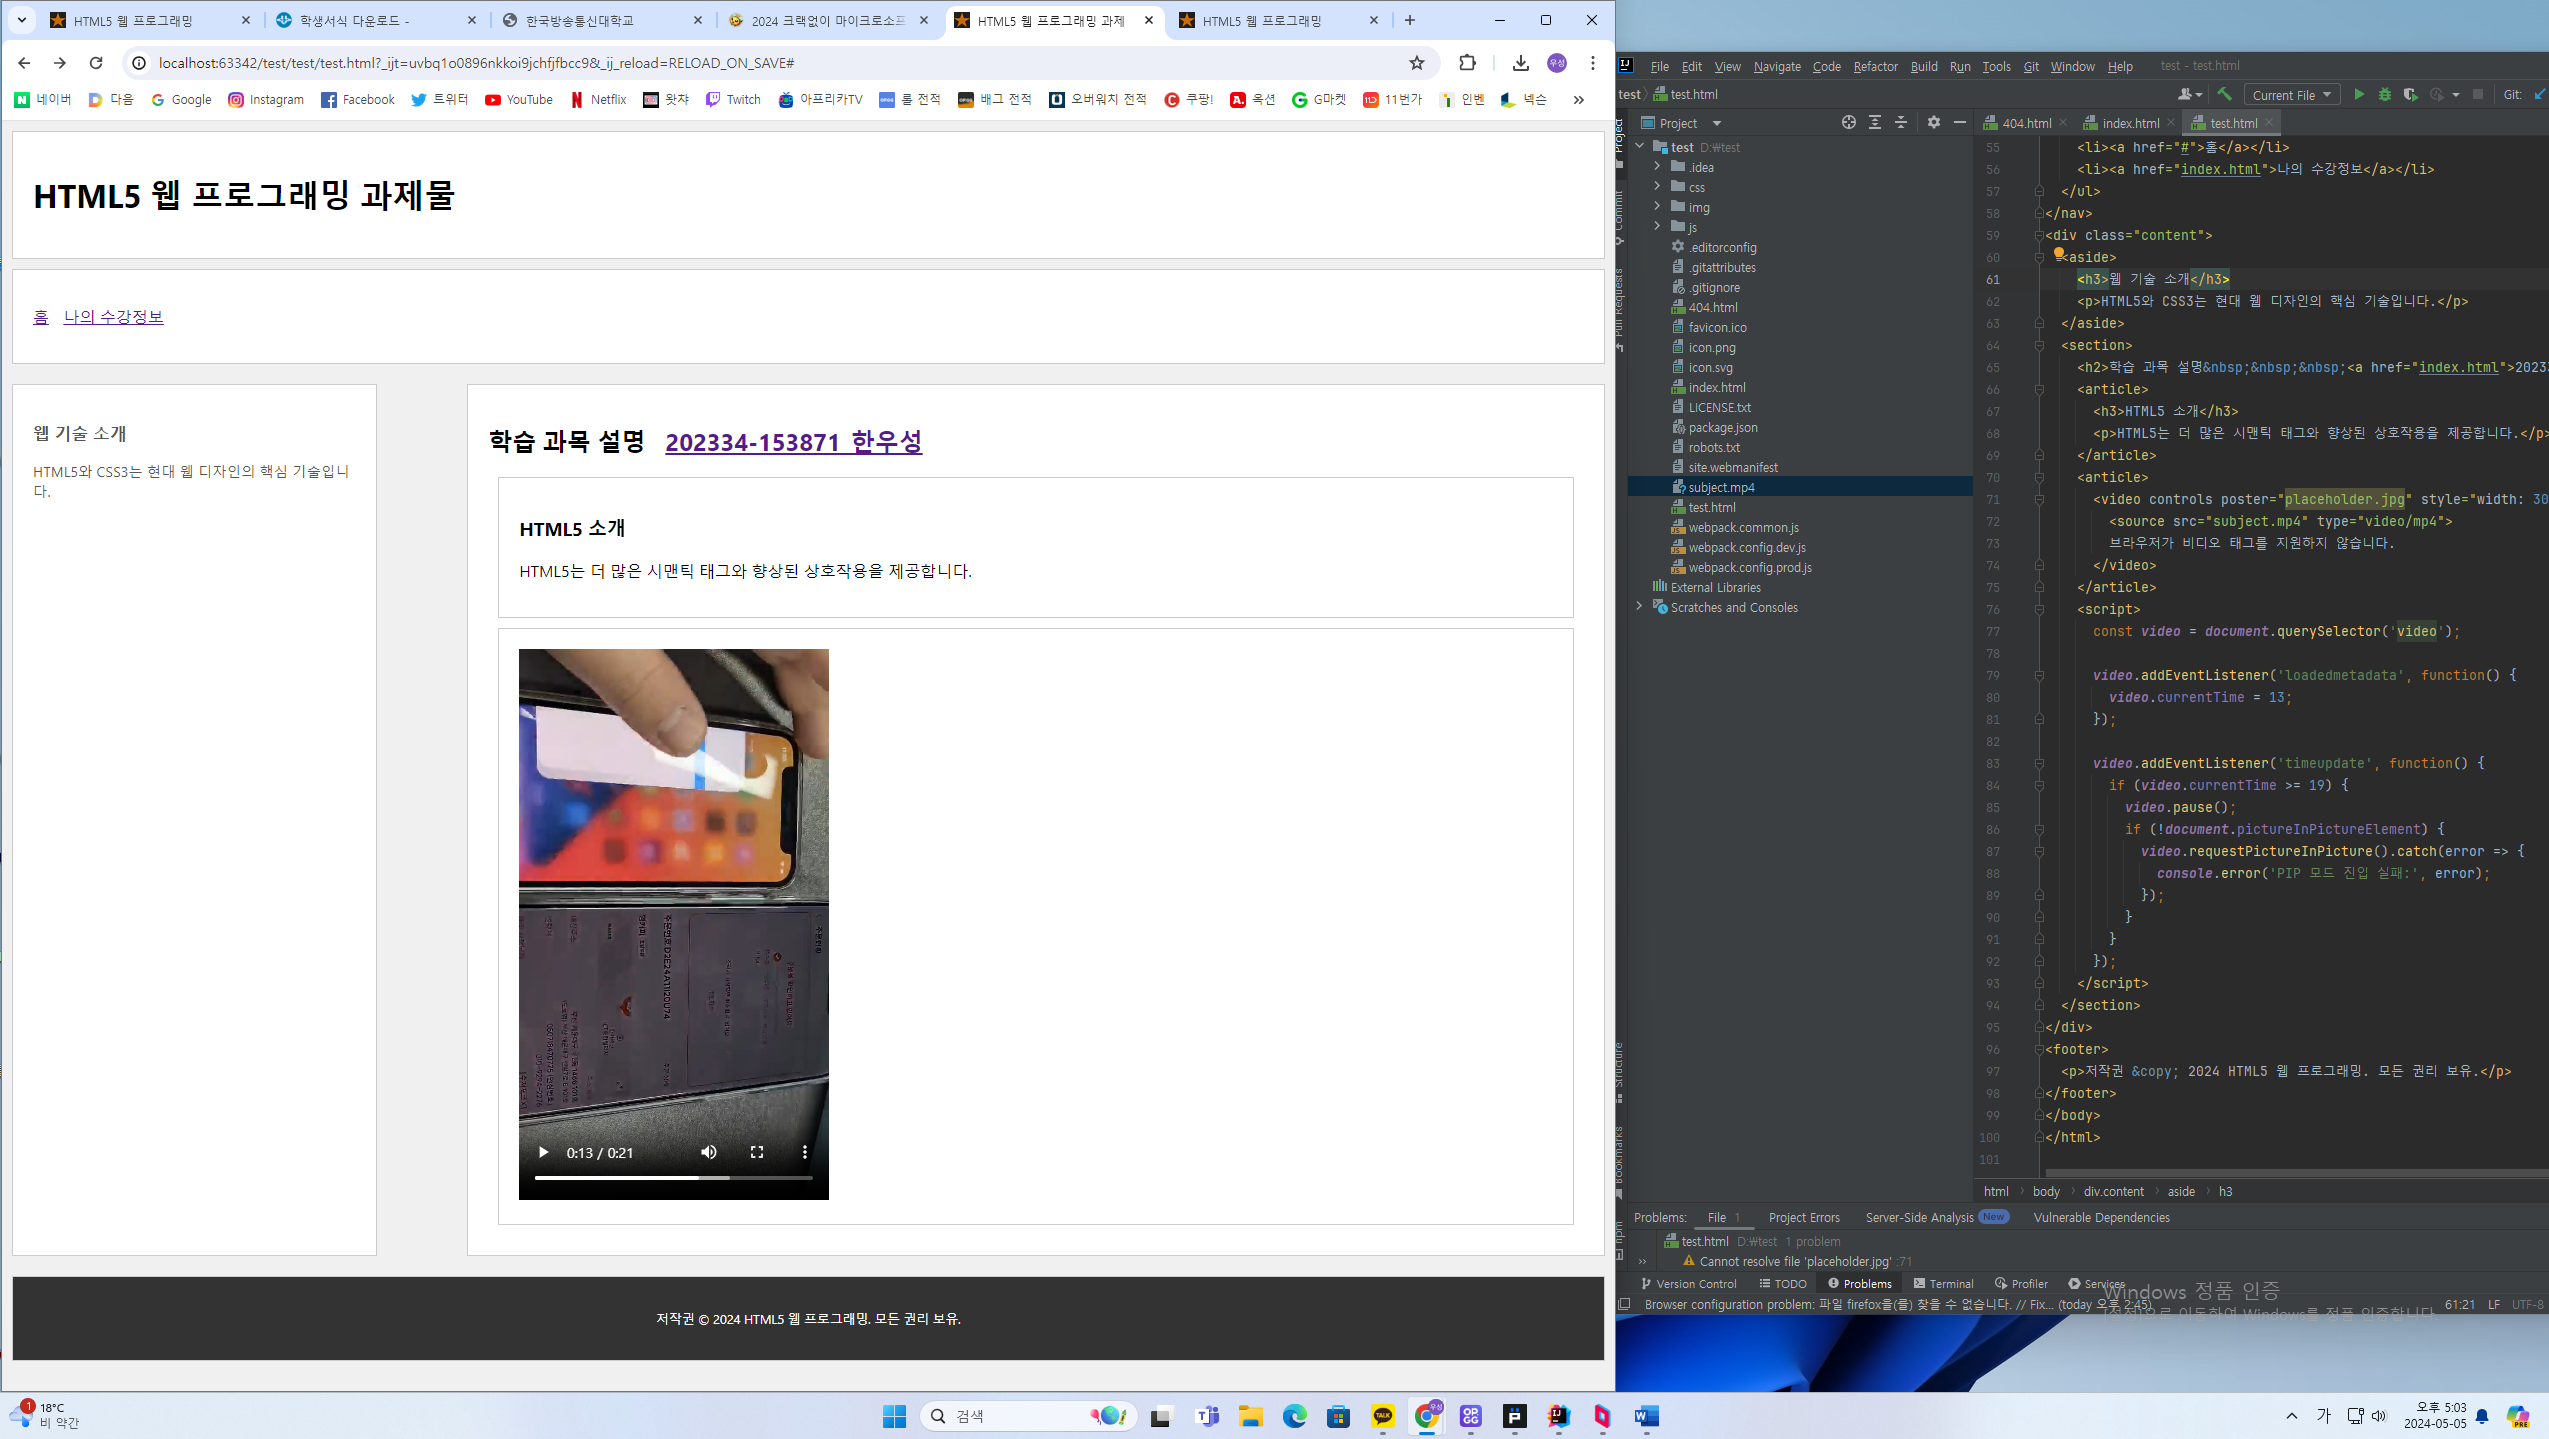 HTML5 웹 프로그래밍
학생서식 다운로드 -
한국방송통신대학교
2024 크랙없이 마이크로소프
HTML5 웹 프로그래밍 과제
HTML5 웹 프로그래밍
localhost:63342/test/test/test.html?_ijt=uvbq1o0896nkkoi9jchfjfbcc9&_ij_reload=RELOAD_ON_SAVE#
우성
네이버
다음
Google
Instagram
Facebook
트위터
YouTube
Netflix
왓챠
Twitch
아프리카TV
롤 전적
배그 전적
오버워치 전적
쿠팡!
옥션
G마켓
11번가
인벤
넥슨
HTML5 웹 프로그래밍 과제물
홈 나의 수강정보
웹 기술 소개
HTML5와 CSS3는 현대 웹 디자인의 핵심 기술입니
다.
학습 과목 설명 202334-153871 한우성
HTML5 소개
HTML5는 더 많은 시맨틱 태그와 향상된 상호작용을 제공합니다.
주문번호D2E24A11I20U74
0:13 / 0:21
저작권 © 2024 HTML5 웹 프로그래밍. 모든 권리 보유.
File Edit View Navigate Code Refactor Build Run Tools Git Window Help test - test.html
test test.html
Current File
Git:
Project
404.html
index.html
test.html
test D:₩test
.idea
css
img
js
.editorconfig
.gitattributes
.gitignore
404.html
favicon.ico
icon.png
icon.svg
index.html
LICENSE.txt
package.json
robots.txt
site.webmanifest
subject.mp4
test.html
webpack.common.js
webpack.config.dev.js
webpack.config.prod.js
External Libraries
Scratches and Consoles
Project
Commit
Pull Requests
Structure
Bookmarks
npm
55 <li><a href="#">홈</a></li>
56 <li><a href="index.html">나의 수강정보</a></li>
57 </ul>
58 </nav>
59 <div class="content">
60 <aside>
61 <h3>웹 기술 소개</h3>
62 <p>HTML5와 CSS3는 현대 웹 디자인의 핵심 기술입니다.</p>
63 </aside>
64 <section>
65 <h2>학습 과목 설명&nbsp;&nbsp;&nbsp;<a href="index.html">2023
66 <article>
67 <h3>HTML5 소개</h3>
68 <p>HTML5는 더 많은 시맨틱 태그와 향상된 상호작용을 제공합니다.</p>
69 </article>
70 <article>
71 <video controls poster="placeholder.jpg" style="width: 30
72 <source src="subject.mp4" type="video/mp4">
73 브라우저가 비디오 태그를 지원하지 않습니다.
74 </video>
75 </article>
76 <script>
77 const video = document.querySelector('video');
78
79 video.addEventListener('loadedmetadata', function() {
80 video.currentTime = 13;
81 });
82
83 video.addEventListener('timeupdate', function() {
84 if (video.currentTime >= 19) {
85 video.pause();
86 if (!document.pictureInPictureElement) {
87 video.requestPictureInPicture().catch(error => {
88 console.error('PIP 모드 진입 실패:', error);
89 });
90 }
91 }
92 });
93 </script>
94 </section>
95 </div>
96 <footer>
97 <p>저작권 &copy; 2024 HTML5 웹 프로그래밍. 모든 권리 보유.</p>
98 </footer>
99 </body>
100 </html>
101
html body div.content aside h3
Problems: File 1 Project Errors Server-Side Analysis New Vulnerable Dependencies
test.html D:₩test 1 problem
Cannot resolve file 'placeholder.jpg' :71
Version Control TODO Problems Terminal Profiler Services
Browser configuration problem: 파일 firefox을(를) 찾을 수 없습니다. // Fix... (today 오후 2:45)
61:21 LF UTF-8
Windows 정품 인증
[설정]으로 이동하여 Windows를 정품 인증합니다.
1
18°C
비 약간
검색
TALK
우성
OP.GG
가
오후 5:03
2024-05-05
PRE